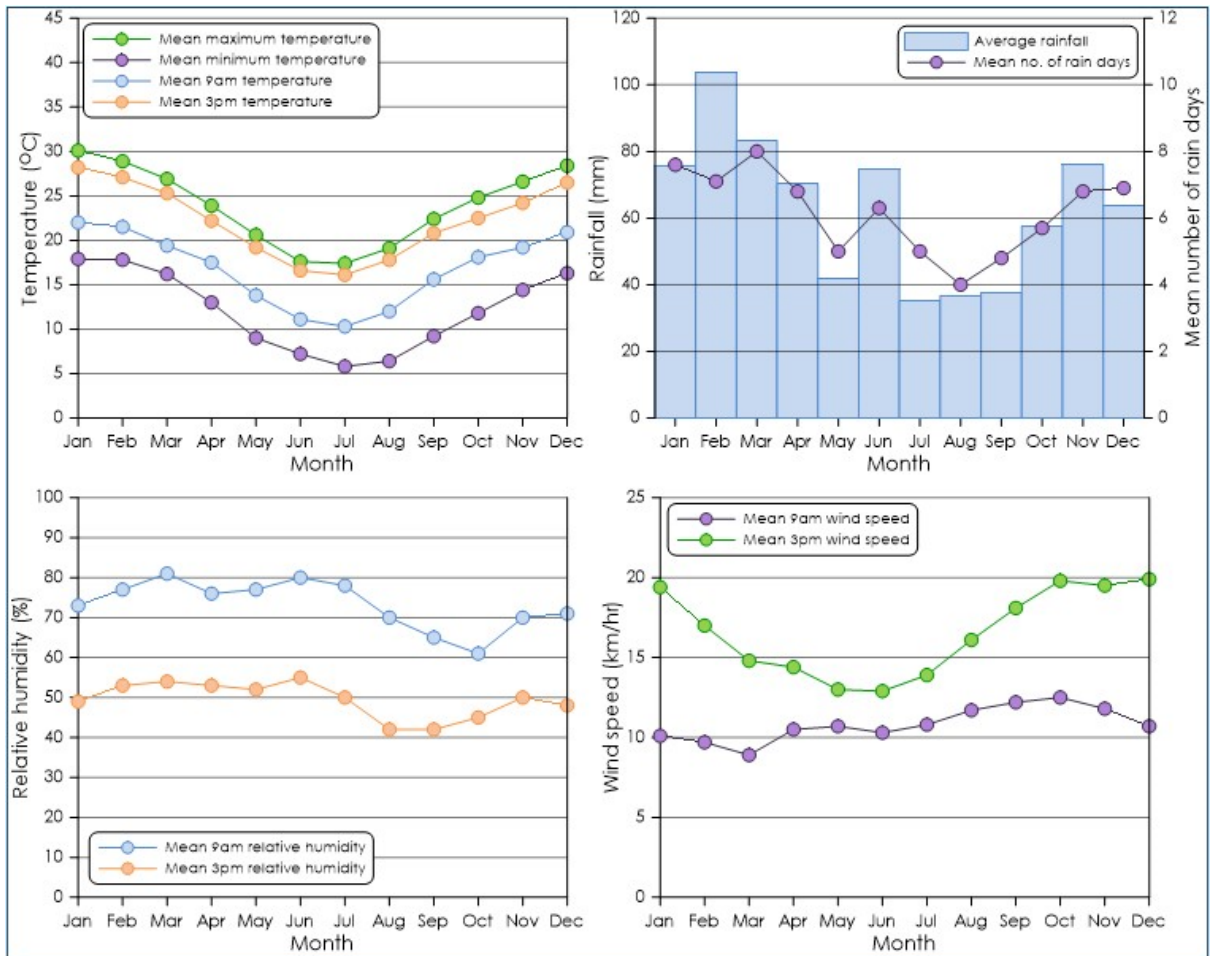 45
40
35
30
25
20
15
10
5
0
Temperature (°C)
Mean maximum temperature
Mean minimum temperature
Mean 9am temperature
Mean 3pm temperature
Jan Feb Mar Apr May Jun Jul Aug Sep Oct Nov Dec
Month
120
100
80
60
40
20
0
Rainfall (mm)
Average rainfall
Mean no. of rain days
12
10
8
6
4
2
0
Mean number of rain days
Jan Feb Mar Apr May Jun Jul Aug Sep Oct Nov Dec
Month
100
90
80
70
60
50
40
30
20
10
0
Relative humidity (%)
Mean 9am relative humidity
Mean 3pm relative humidity
Jan Feb Mar Apr May Jun Jul Aug Sep Oct Nov Dec
Month
25
20
15
10
5
0
Wind speed (km/hr)
Mean 9am wind speed
Mean 3pm wind speed
Jan Feb Mar Apr May Jun Jul Aug Sep Oct Nov Dec
Month